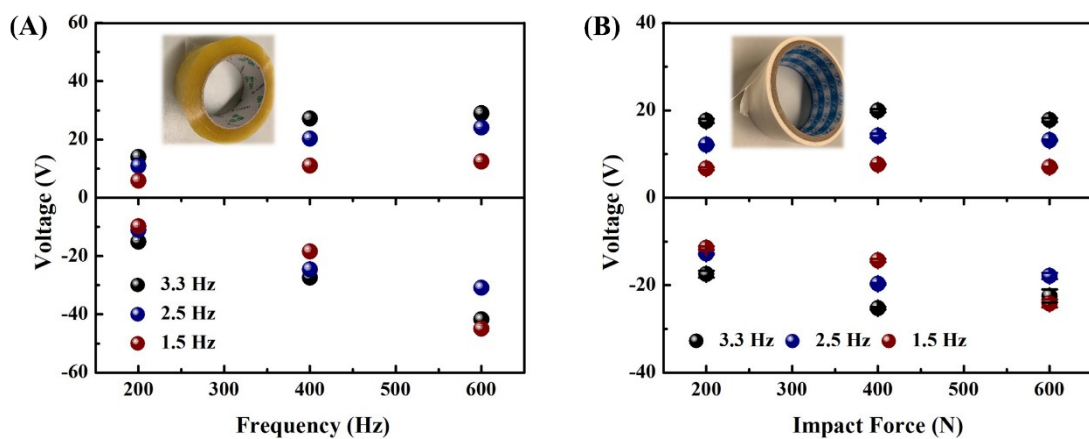 (A)
60
40
20
0
-20
-40
-60
Voltage (V)
3.3 Hz
2.5 Hz
1.5 Hz
200 300 400 500 600
Frequency (Hz)
(B)
40
20
0
-20
-40
Voltage (V)
3.3 Hz 2.5 Hz 1.5 Hz
200 300 400 500 600
Impact Force (N)